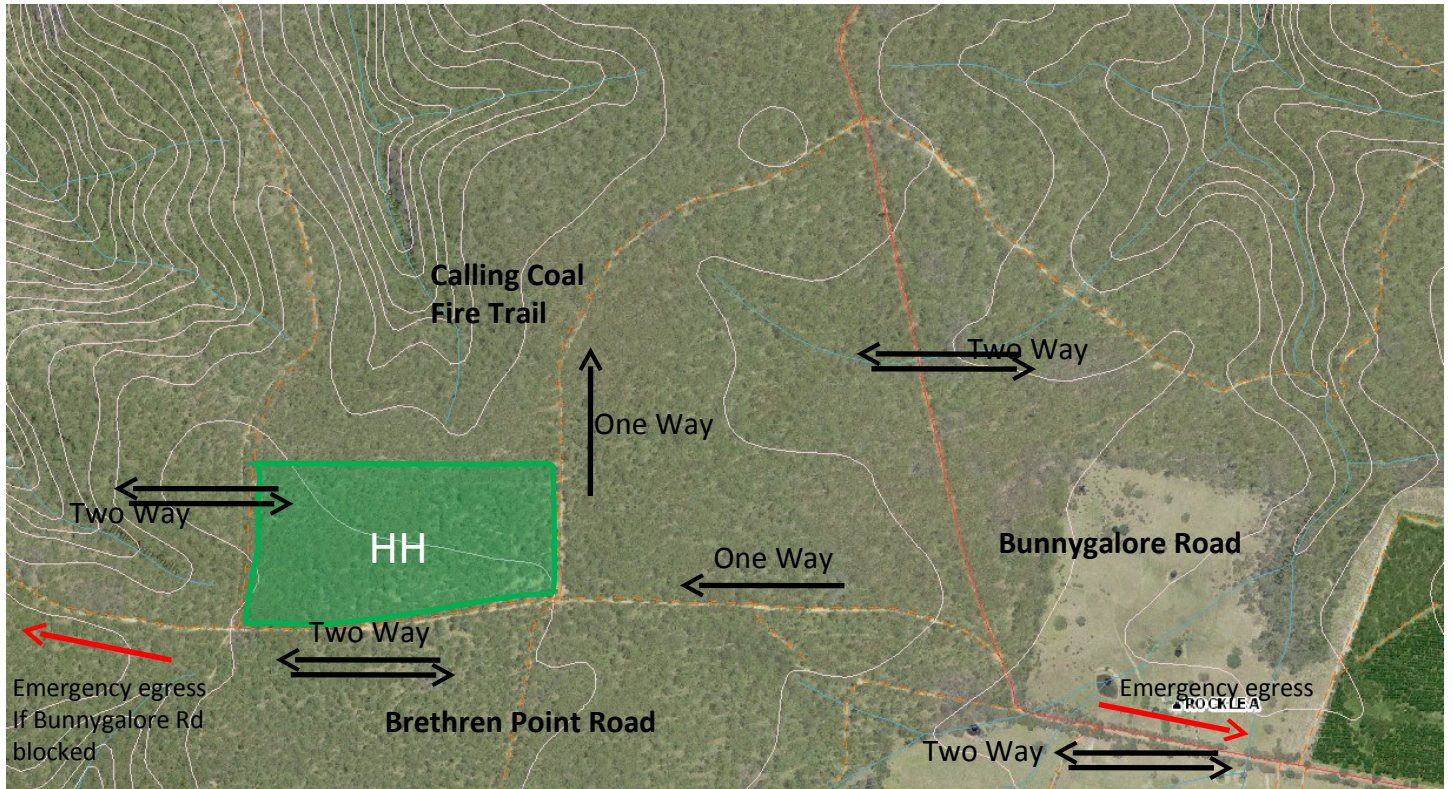 Calling Coal
Fire Trail
Two Way
One Way
Two Way
HH
One Way
Bunnygalore Road
Two Way
Emergency egress
If Bunnygalore Rd
blocked
Brethren Point Road
Emergency egress
ROCKLEA
Two Way